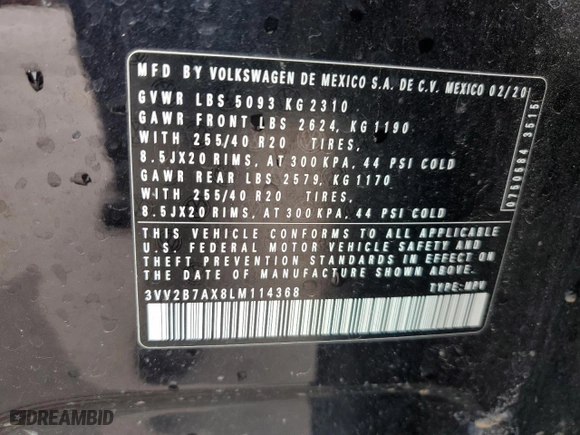 MFD BY VOLKSWAGEN DE MEXICO S.A. DE C.V. MEXICO 02/20
GVWR LBS 5093 KG 2310
GAWR FRONT LBS 2624, KG 1190
WITH 255/40 R20 TIRES,
8.5JX20 RIMS, AT 300 KPA, 44 PSI COLD
GAWR REAR LBS 2579, KG 1170
WITH 255/40 R20 TIRES,
8.5JX20 RIMS, AT 300 KPA, 44 PSI COLD
THIS VEHICLE CONFORMS TO ALL APPLICABLE
U.S. FEDERAL MOTOR VEHICLE SAFETY AND
THEFT PREVENTION STANDARDS IN EFFECT ON
THE DATE OF MANUFACTURE SHOWN ABOVE.
3VV2B7AX8LM114368 TYPE:MPV
0750584 3515
DREAMBID